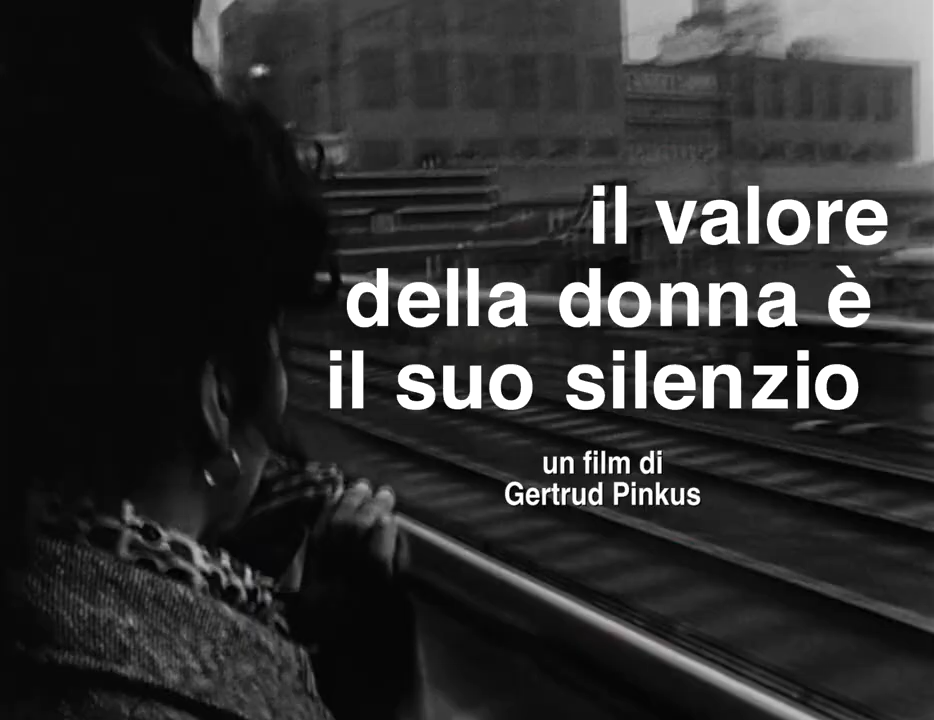 il valore
della donna è
il suo silenzio
un film di
Gertrud Pinkus